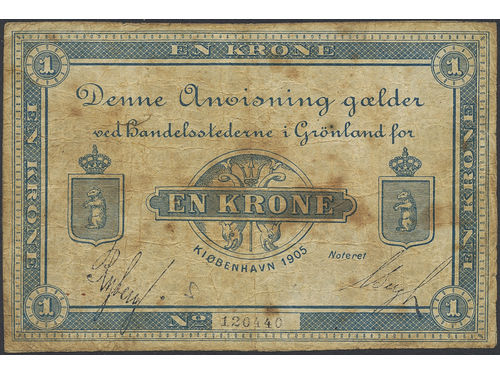 1 EN KRONE 1
Denne Anvisning gælder
ved Handelsstederne i Grönland for
EN KRONE
EN KRONE
EN KRONE
KJØBENHAVN 1905
Noteret
1 No 120440 1